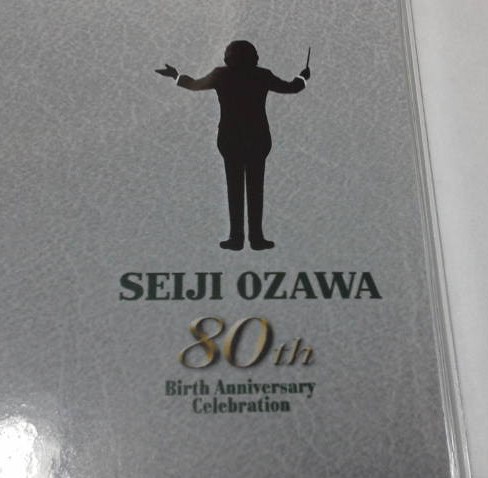 SEIJI OZAWA
80th
Birth Anniversary
Celebration